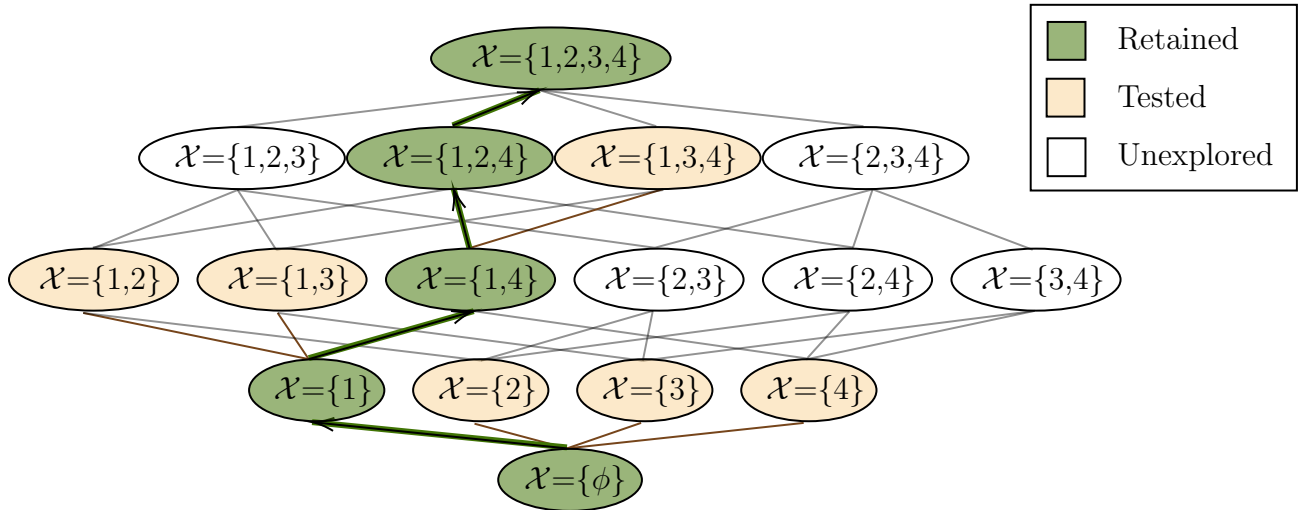 𝒳={1,2,3,4}
𝒳={1,2,3} 𝒳={1,2,4} 𝒳={1,3,4} 𝒳={2,3,4}
𝒳={1,2} 𝒳={1,3} 𝒳={1,4} 𝒳={2,3} 𝒳={2,4} 𝒳={3,4}
𝒳={1} 𝒳={2} 𝒳={3} 𝒳={4}
𝒳={ϕ}
Retained
Tested
Unexplored